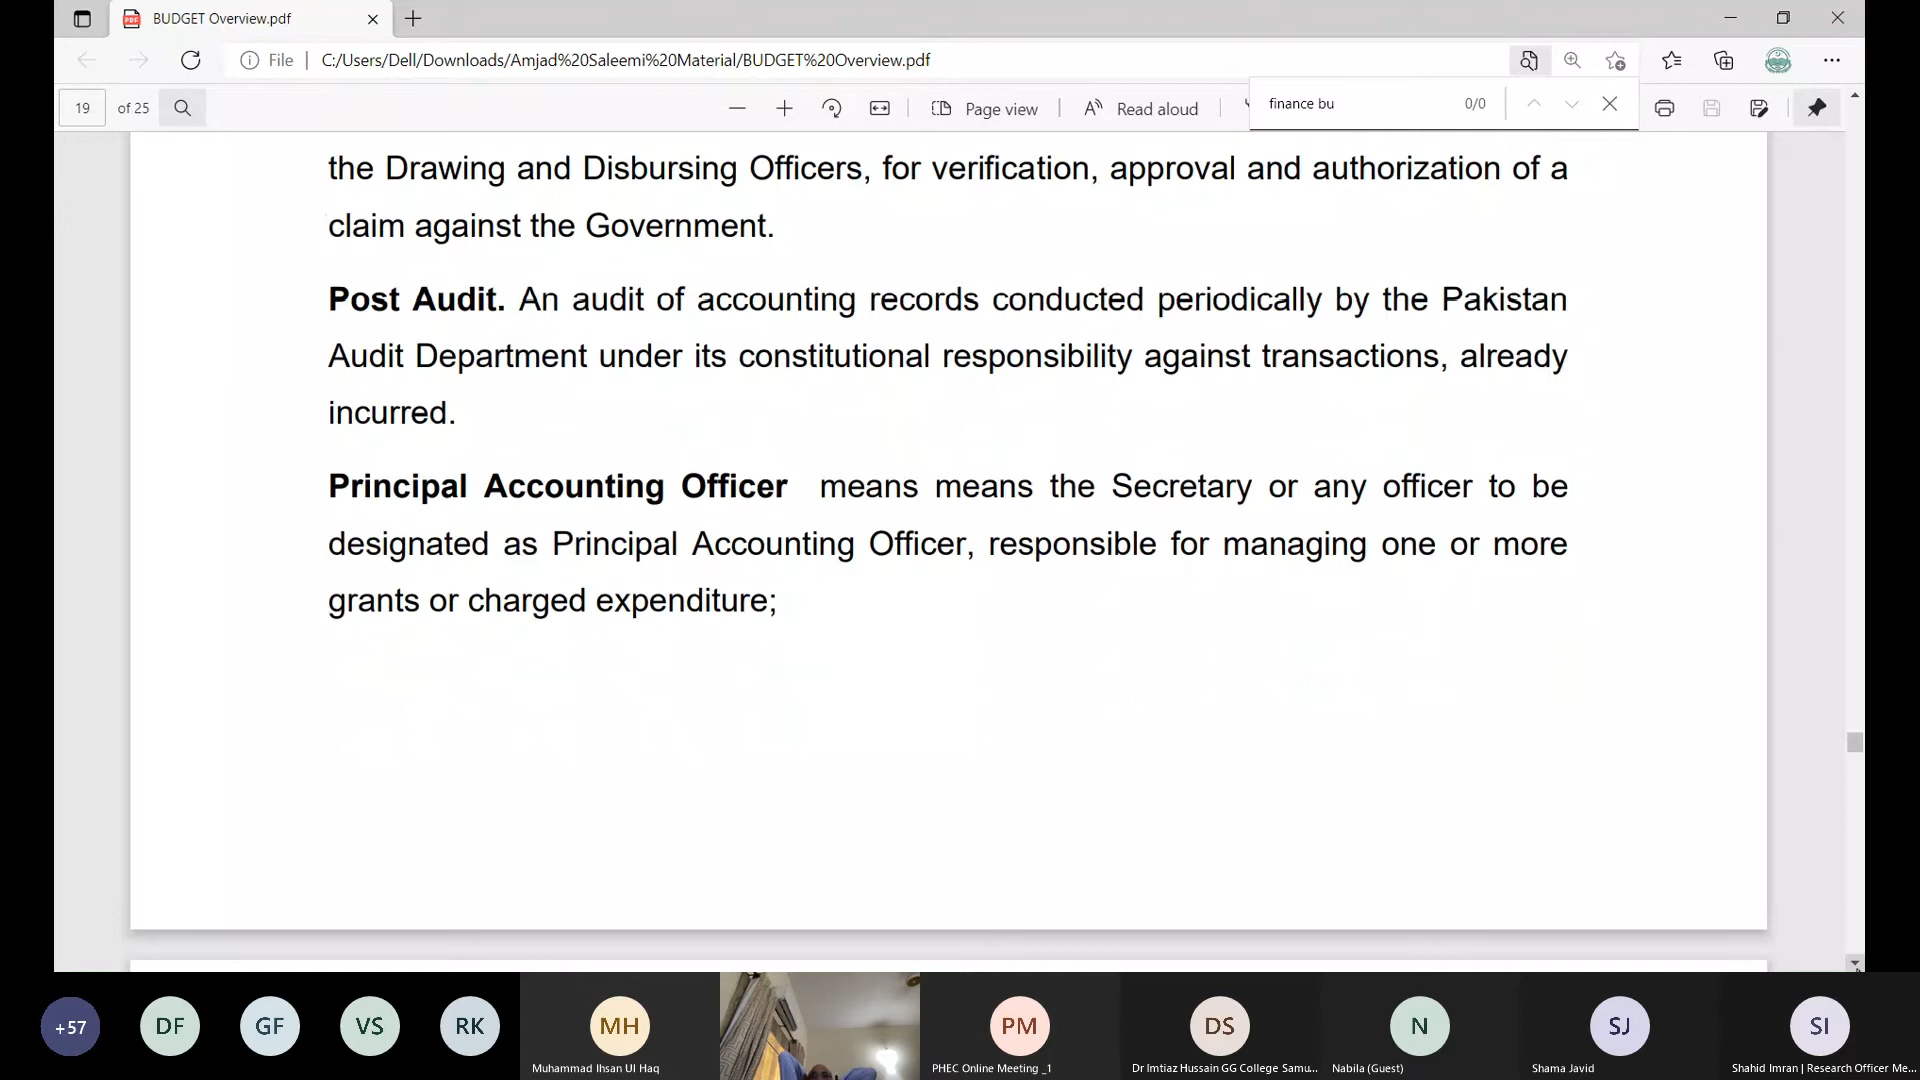 BUDGET Overview.pdf
File
C:/Users/Dell/Downloads/Amjad%20Saleemi%20Material/BUDGET%20Overview.pdf
19 of 25
Page view
Read aloud
finance bu
0/0
the Drawing and Disbursing Officers, for verification, approval and authorization of a
claim against the Government.
Post Audit. An audit of accounting records conducted periodically by the Pakistan
Audit Department under its constitutional responsibility against transactions, already
incurred.
Principal Accounting Officer means means the Secretary or any officer to be
designated as Principal Accounting Officer, responsible for managing one or more
grants or charged expenditure;
+57
DF
GF
VS
RK
MH
Muhammad Ihsan Ul Haq
PM
PHEC Online Meeting _1
DS
Dr Imtiaz Hussain GG College Samu...
N
Nabila (Guest)
SJ
Shama Javid
SI
Shahid Imran | Research Officer Me...